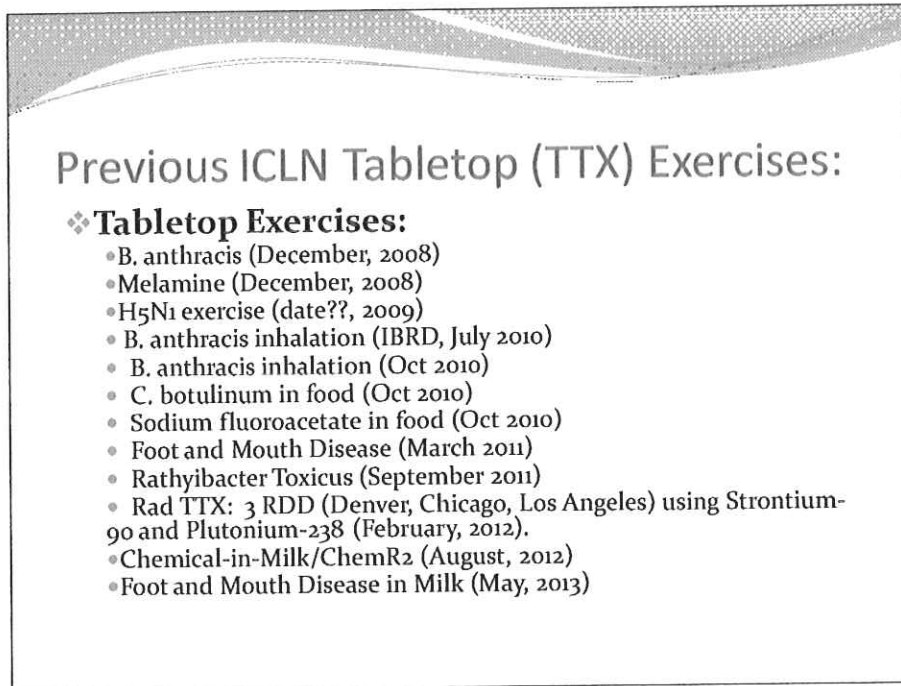 Previous ICLN Tabletop (TTX) Exercises:
❖Tabletop Exercises:
•B. anthracis (December, 2008)
•Melamine (December, 2008)
•H5N1 exercise (date??, 2009)
• B. anthracis inhalation (IBRD, July 2010)
• B. anthracis inhalation (Oct 2010)
• C. botulinum in food (Oct 2010)
• Sodium fluoroacetate in food (Oct 2010)
• Foot and Mouth Disease (March 2011)
• Rathyibacter Toxicus (September 2011)
• Rad TTX: 3 RDD (Denver, Chicago, Los Angeles) using Strontium-
90 and Plutonium-238 (February, 2012).
•Chemical-in-Milk/ChemR2 (August, 2012)
•Foot and Mouth Disease in Milk (May, 2013)